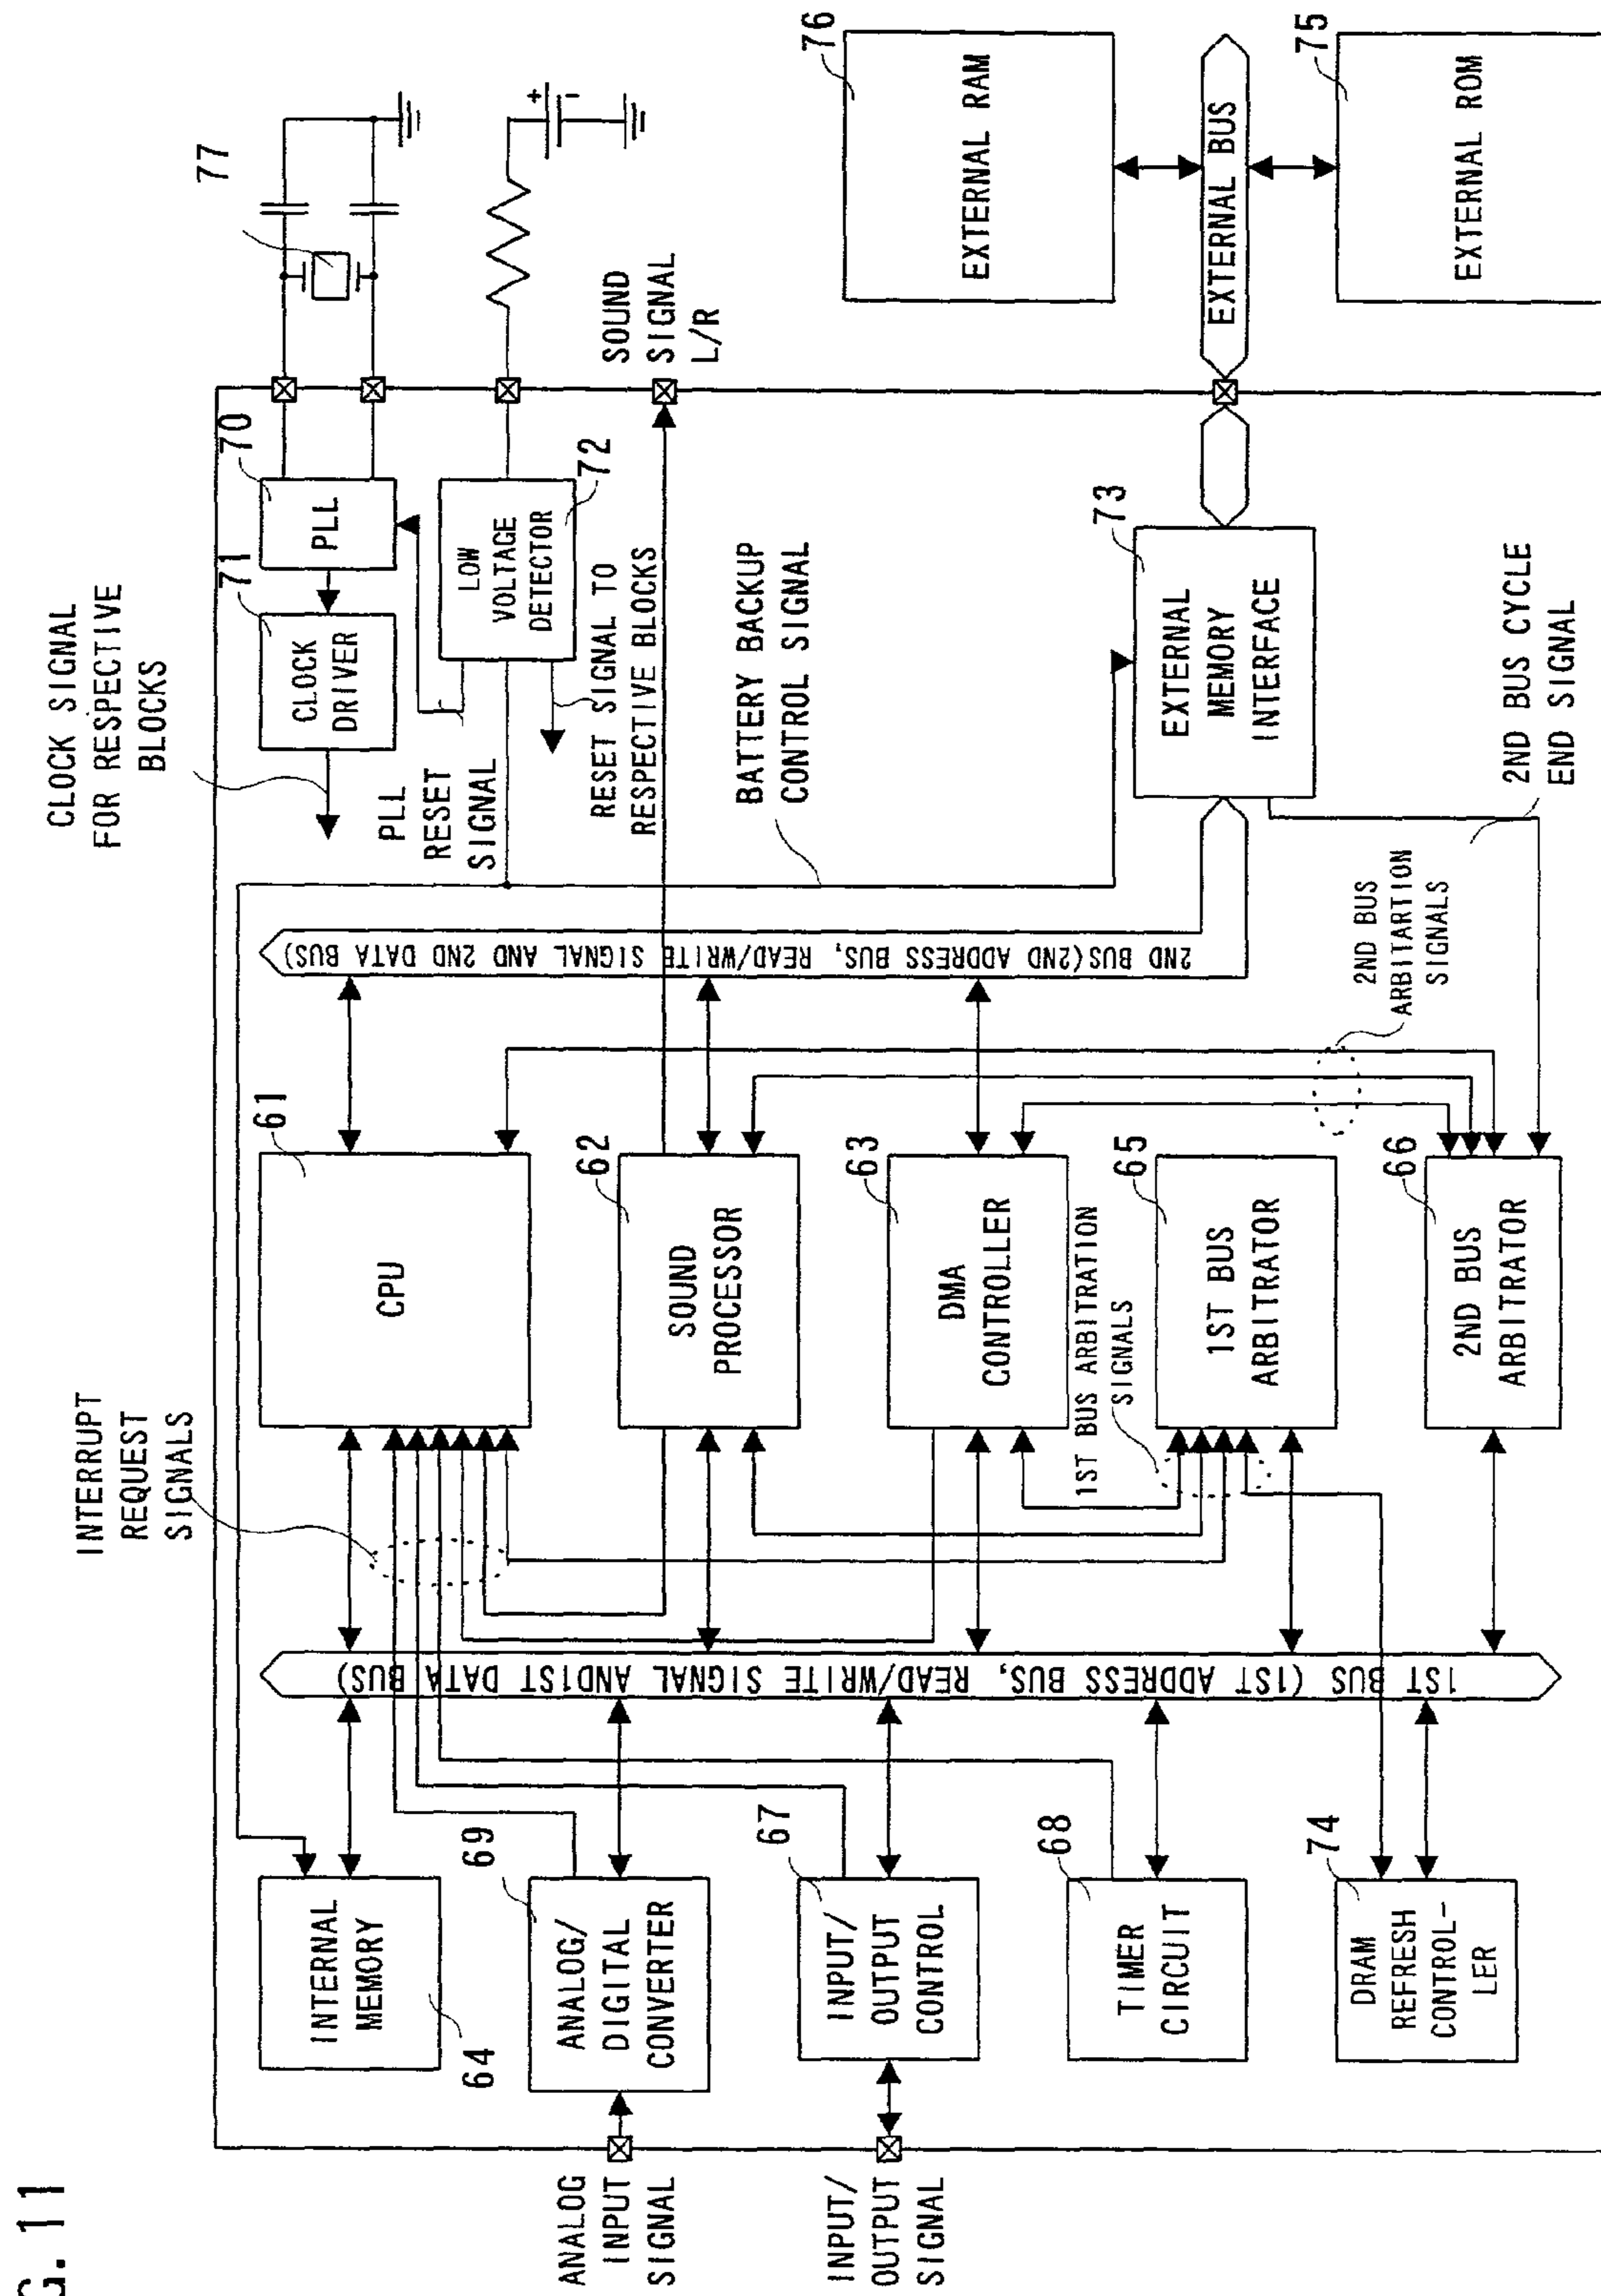 G. 11
CLOCK SIGNAL
FOR RESPECTIVE
BLOCKS
INTERRUPT
REQUEST
SIGNALS
77
71
70
CLOCK
DRIVER
PLL
PLL
RESET
SIGNAL
LOW
VOLTAGE
DETECTOR
72
+
-
RESET SIGNAL TO
RESPECTIVE BLOCKS
SOUND
SIGNAL
L/R
BATTERY BACKUP
CONTROL SIGNAL
INTERNAL
MEMORY
64
61
CPU
ANALOG
INPUT
SIGNAL
69
ANALOG/
DIGITAL
CONVERTER
62
SOUND
PROCESSOR
INPUT/
OUTPUT
SIGNAL
67
INPUT/
OUTPUT
CONTROL
63
DMA
CONTROLLER
1ST BUS ARBITRATION
SIGNALS
68
TIMER
CIRCUIT
65
1ST BUS
ARBITRATOR
74
DRAM
REFRESH
CONTROL-
LER
66
2ND BUS
ARBITRATOR
1ST BUS (1ST ADDRESS BUS, READ/WRITE SIGNAL AND1ST DATA BUS)
2ND BUS(2ND ADDRESS BUS, READ/WRITE SIGNAL AND 2ND DATA BUS)
2ND BUS
ARBITARTION
SIGNALS
73
EXTERNAL
MEMORY
INTERFACE
2ND BUS CYCLE
END SIGNAL
76
EXTERNAL RAM
EXTERNAL BUS
75
EXTERNAL ROM